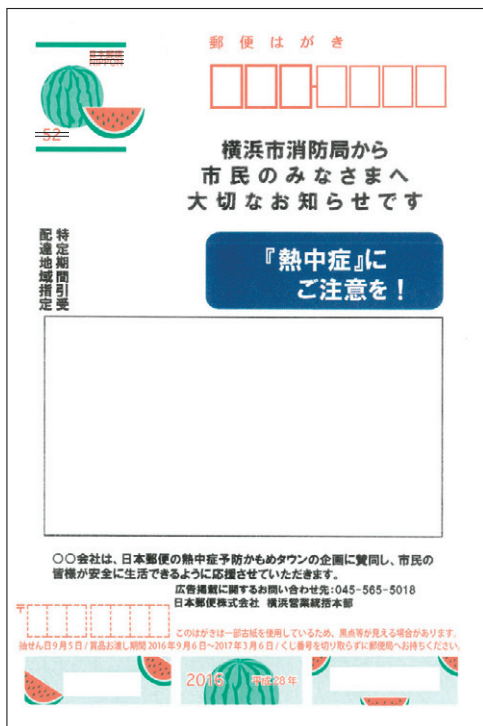 郵便はがき
日本郵便
NIPPON
52
横浜市消防局から
市民のみなさまへ
大切なお知らせです
特定期間引受
配達地域指定
『熱中症』に
ご注意を！
〇〇会社は、日本郵便の熱中症予防かもめタウンの企画に賛同し、市民の
皆様が安全に生活できるように応援させていただきます。
広告掲載に関するお問い合わせ先：045-565-5018
日本郵便株式会社 横浜営業統括本部
〒
このはがきは一部古紙を使用しているため、黒点等が見える場合があります。
抽せん日9月5日/賞品お渡し期間2016年9月6日～2017年3月6日/くじ番号を切り取らずに郵便局へお持ちください。
2016 平成28年